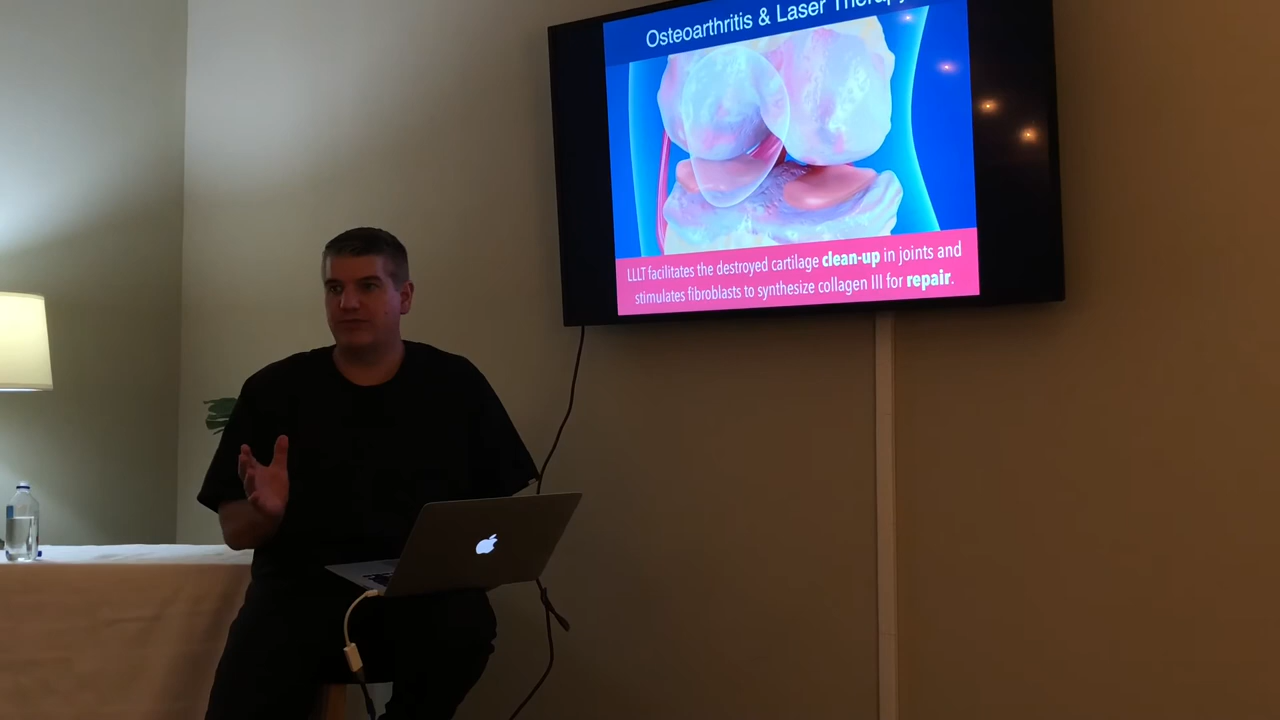 Osteoarthritis & Laser Therapy
LLLT facilitates the destroyed cartilage clean-up in joints and
stimulates fibroblasts to synthesize collagen III for repair.